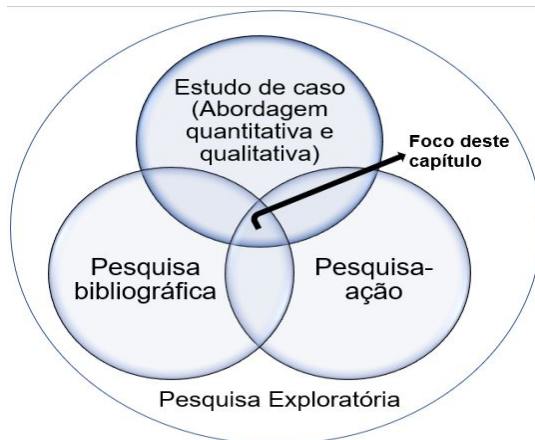 Estudo de caso
(Abordagem
quantitativa e
qualitativa)
Foco deste
capítulo
Pesquisa
bibliográfica
Pesquisa-
ação
Pesquisa Exploratória